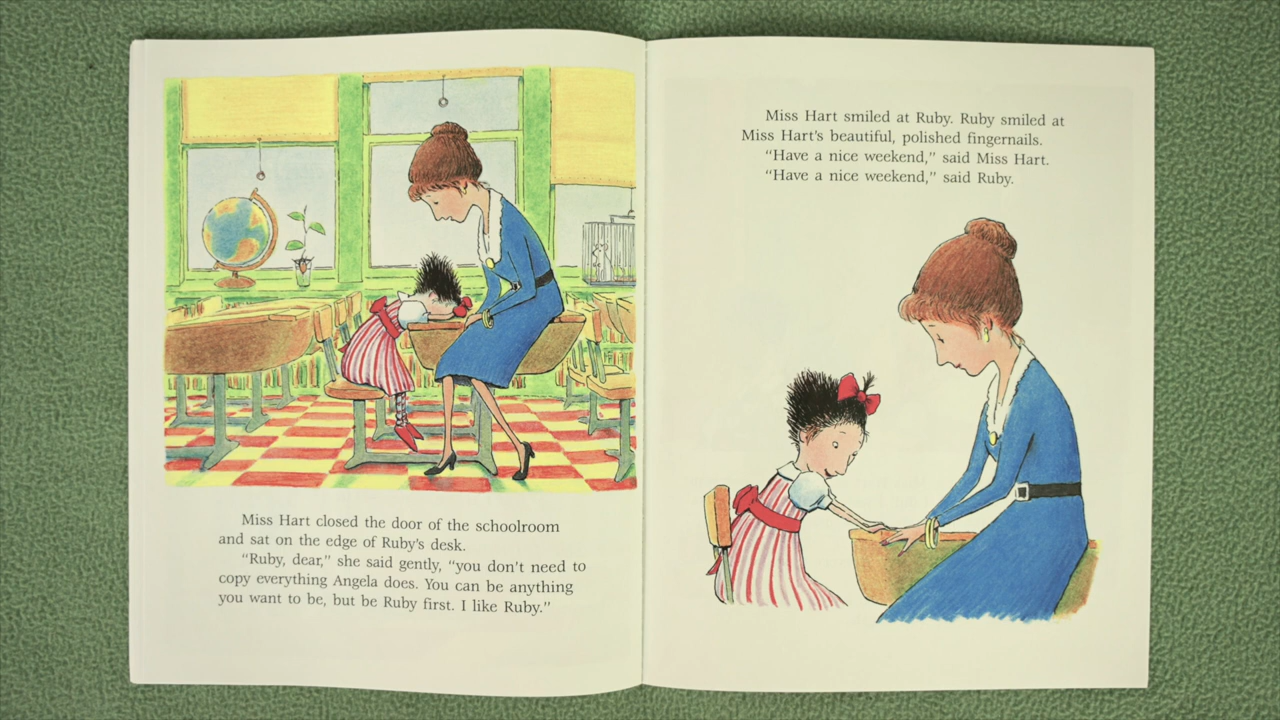 Miss Hart closed the door of the schoolroom
and sat on the edge of Ruby's desk.
"Ruby, dear," she said gently, "you don't need to
copy everything Angela does. You can be anything
you want to be, but be Ruby first. I like Ruby."
Miss Hart smiled at Ruby. Ruby smiled at
Miss Hart's beautiful, polished fingernails.
"Have a nice weekend," said Miss Hart.
"Have a nice weekend," said Ruby.